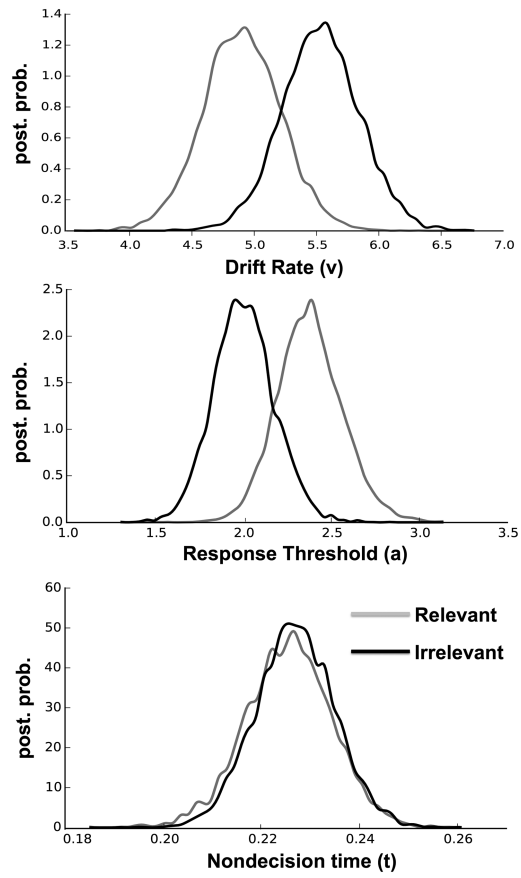 1.4
1.2
1.0
0.8
0.6
0.4
0.2
0.0
post. prob.
3.5 4.0 4.5 5.0 5.5 6.0 6.5 7.0
Drift Rate (v)
2.5
2.0
1.5
1.0
0.5
0.0
post. prob.
1.0 1.5 2.0 2.5 3.0 3.5
Response Threshold (a)
60
50
40
30
20
10
0
post. prob.
Relevant
Irrelevant
0.18 0.20 0.22 0.24 0.26
Nondecision time (t)